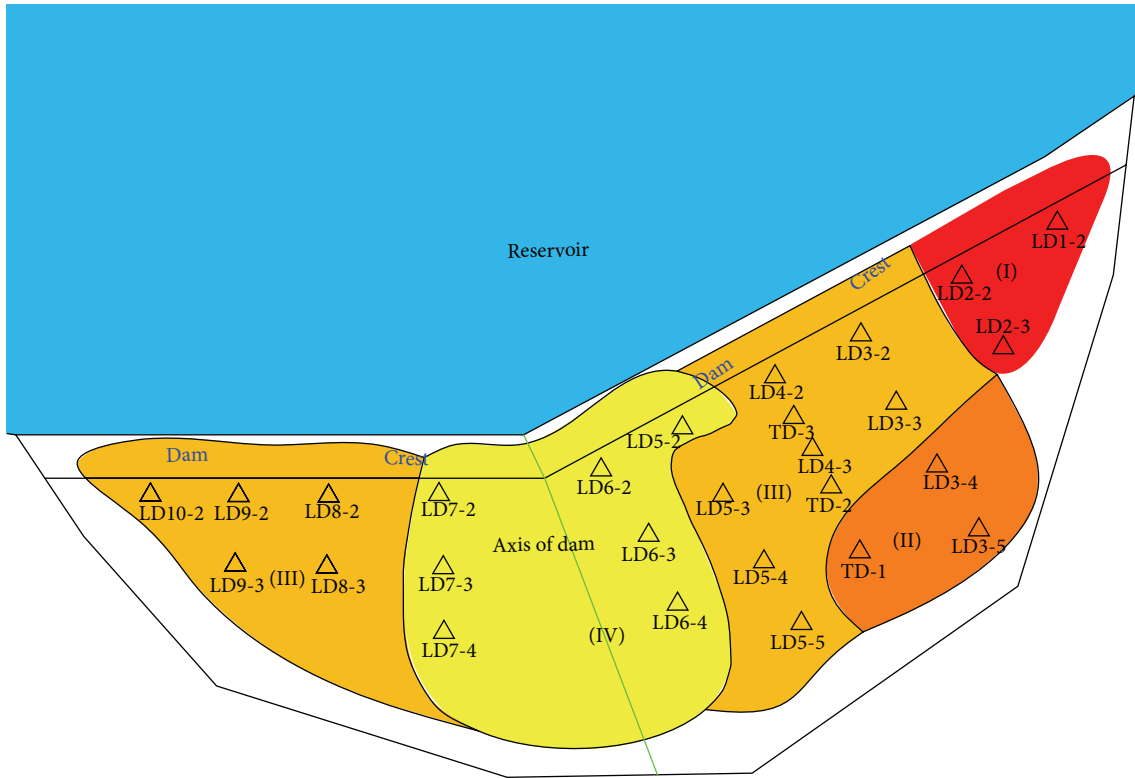 Reservoir
LD1-2
(I)
LD2-2
Crest
LD2-3
LD3-2
Dam
LD4-2
LD3-3
TD-3
LD5-2
Dam
Crest
LD4-3
LD3-4
LD6-2
(III)
TD-2
LD5-3
LD7-2
LD10-2
LD9-2
LD8-2
LD3-5
(II)
LD6-3
Axis of dam
TD-1
LD5-4
LD7-3
LD9-3
(III)
LD8-3
LD6-4
(IV)
LD5-5
LD7-4